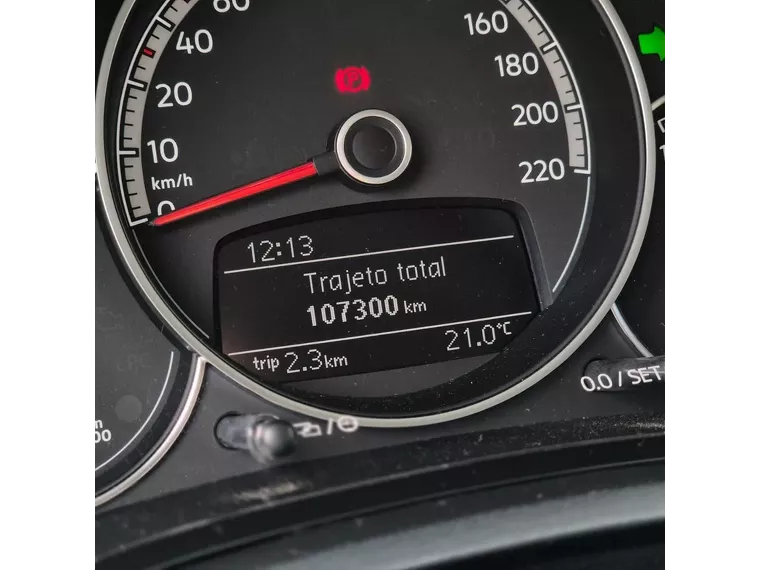 60
40
20
10
km/h
0
160
180
200
220
P
12:13
Trajeto total
107300 km
trip 2.3 km
21.0°C
0.0 / SET